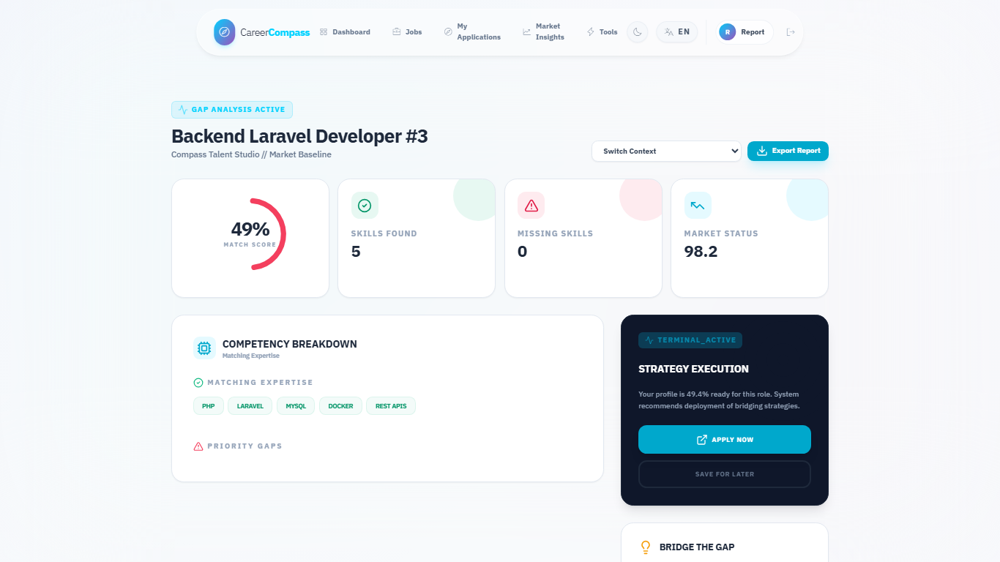 CareerCompass
Dashboard
Jobs
My
Applications
Market
Insights
Tools
EN
R
Report
GAP ANALYSIS ACTIVE
Backend Laravel Developer #3
Compass Talent Studio // Market Baseline
Switch Context
Export Report
49%
MATCH SCORE
SKILLS FOUND
5
MISSING SKILLS
0
MARKET STATUS
98.2
COMPETENCY BREAKDOWN
Matching Expertise
MATCHING EXPERTISE
PHP
LARAVEL
MYSQL
DOCKER
REST APIS
PRIORITY GAPS
TERMINAL_ACTIVE
STRATEGY EXECUTION
Your profile is 49.4% ready for this role. System
recommends deployment of bridging strategies.
APPLY NOW
SAVE FOR LATER
BRIDGE THE GAP